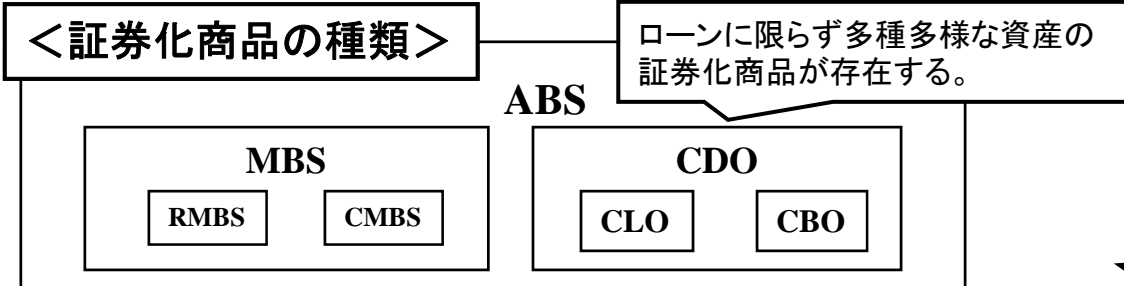 ＜証券化商品の種類＞
ローンに限らず多種多様な資産の
証券化商品が存在する。
ABS
MBS
CDO
RMBS
CMBS
CLO
CBO